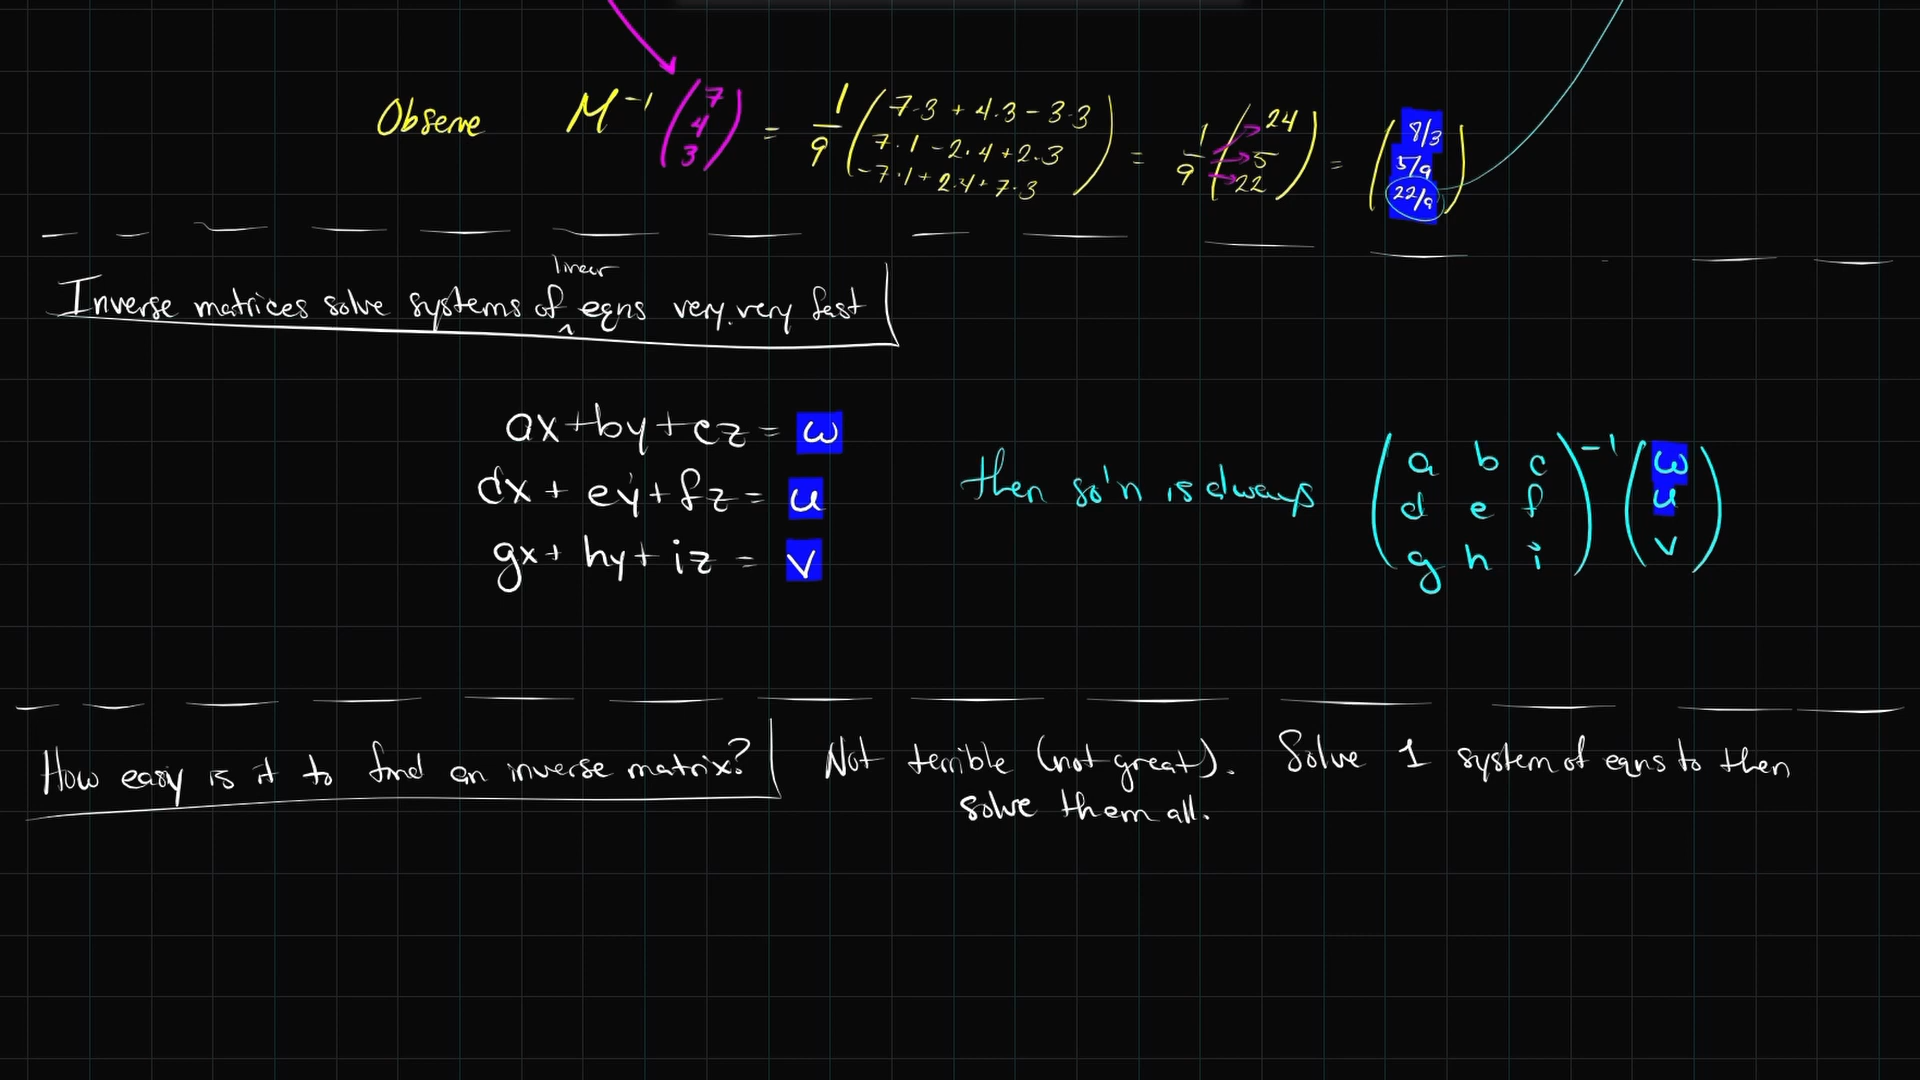 Observe M⁻¹ (7 4 3) = 1/9 (7·3 + 4·3 − 3·3
7·1 − 2·4 + 2·3
−7·1 + 2·4 + 7·3) = 1/9 (24 5 22) = (8/3 5/9 22/9)
Inverse matrices solve systems of linear eqns very, very fast
ax+by+cz = w
dx + ey + fz = u
gx + hy + iz = v
then so'n is always (a b c
d e f
g h i)⁻¹ (w u v)
How easy is it to find an inverse matrix? Not terrible (not great). Solve 1 system of eqns to then
solve them all.